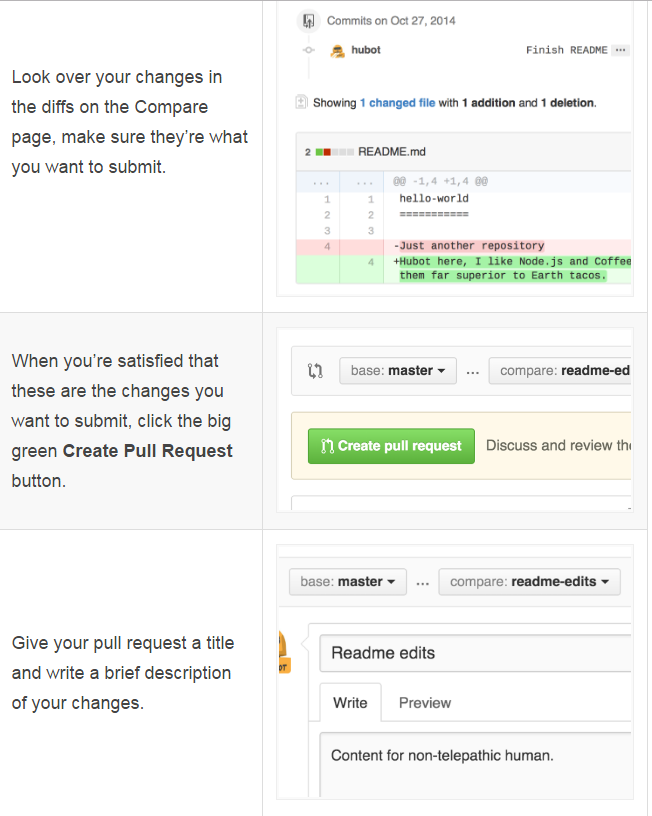 Look over your changes in
the diffs on the Compare
page, make sure they're what
you want to submit.
Commits on Oct 27, 2014
hubot Finish README ...
Showing 1 changed file with 1 addition and 1 deletion.
2 README.md
... ... @@ -1,4 +1,4 @@
1 1 hello-world
2 2 ===========
3 3
4 -Just another repository
4 +Hubot here, I like Node.js and Coffee
them far superior to Earth tacos.
When you're satisfied that
these are the changes you
want to submit, click the big
green Create Pull Request
button.
base: master ... compare: readme-ed
Create pull request Discuss and review the
Give your pull request a title
and write a brief description
of your changes.
base: master ... compare: readme-edits
Readme edits
Write Preview
Content for non-telepathic human.